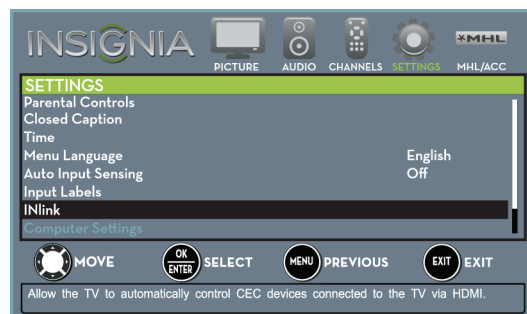 INSIGNIA
PICTURE AUDIO CHANNELS SETTINGS MHL/ACC
MHL
SETTINGS
Parental Controls
Closed Caption
Time
Menu Language English
Auto Input Sensing Off
Input Labels
INlink
Computer Settings
MOVE OK ENTER SELECT MENU PREVIOUS EXIT EXIT
Allow the TV to automatically control CEC devices connected to the TV via HDMI.